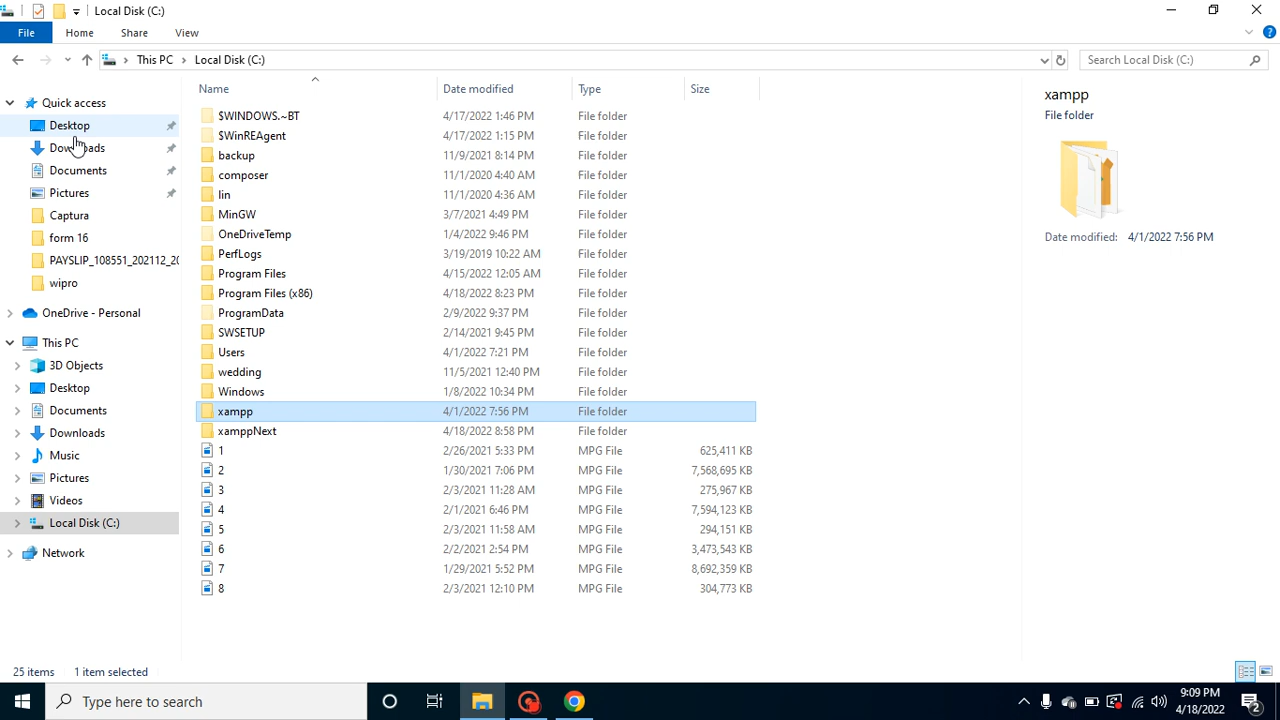 Local Disk (C:)
File Home Share View
This PC Local Disk (C:) Search Local Disk (C:)
Quick access
Desktop
Downloads
Documents
Pictures
Captura
form 16
PAYSLIP_108551_202112_20
wipro
OneDrive - Personal
This PC
3D Objects
Desktop
Documents
Downloads
Music
Pictures
Videos
Local Disk (C:)
Network
Name Date modified Type Size
$WINDOWS.~BT 4/17/2022 1:46 PM File folder
$WinREAgent 4/17/2022 1:15 PM File folder
backup 11/9/2021 8:14 PM File folder
composer 11/1/2020 4:40 AM File folder
lin 11/1/2020 4:36 AM File folder
MinGW 3/7/2021 4:49 PM File folder
OneDriveTemp 1/4/2022 9:46 PM File folder
PerfLogs 3/19/2019 10:22 AM File folder
Program Files 4/15/2022 12:05 AM File folder
Program Files (x86) 4/18/2022 8:23 PM File folder
ProgramData 2/9/2022 9:37 PM File folder
SWSETUP 2/14/2021 9:45 PM File folder
Users 4/1/2022 7:21 PM File folder
wedding 11/5/2021 12:40 PM File folder
Windows 1/8/2022 10:34 PM File folder
xampp 4/1/2022 7:56 PM File folder
xamppNext 4/18/2022 8:58 PM File folder
1 2/26/2021 5:33 PM MPG File 625,411 KB
2 1/30/2021 7:06 PM MPG File 7,568,695 KB
3 2/3/2021 11:28 AM MPG File 275,967 KB
4 2/1/2021 6:46 PM MPG File 7,594,123 KB
5 2/3/2021 11:58 AM MPG File 294,151 KB
6 2/2/2021 2:54 PM MPG File 3,473,543 KB
7 1/29/2021 5:52 PM MPG File 8,692,359 KB
8 2/3/2021 12:10 PM MPG File 304,773 KB
xampp
File folder
Date modified: 4/1/2022 7:56 PM
25 items 1 item selected
Type here to search
9:09 PM
4/18/2022
2